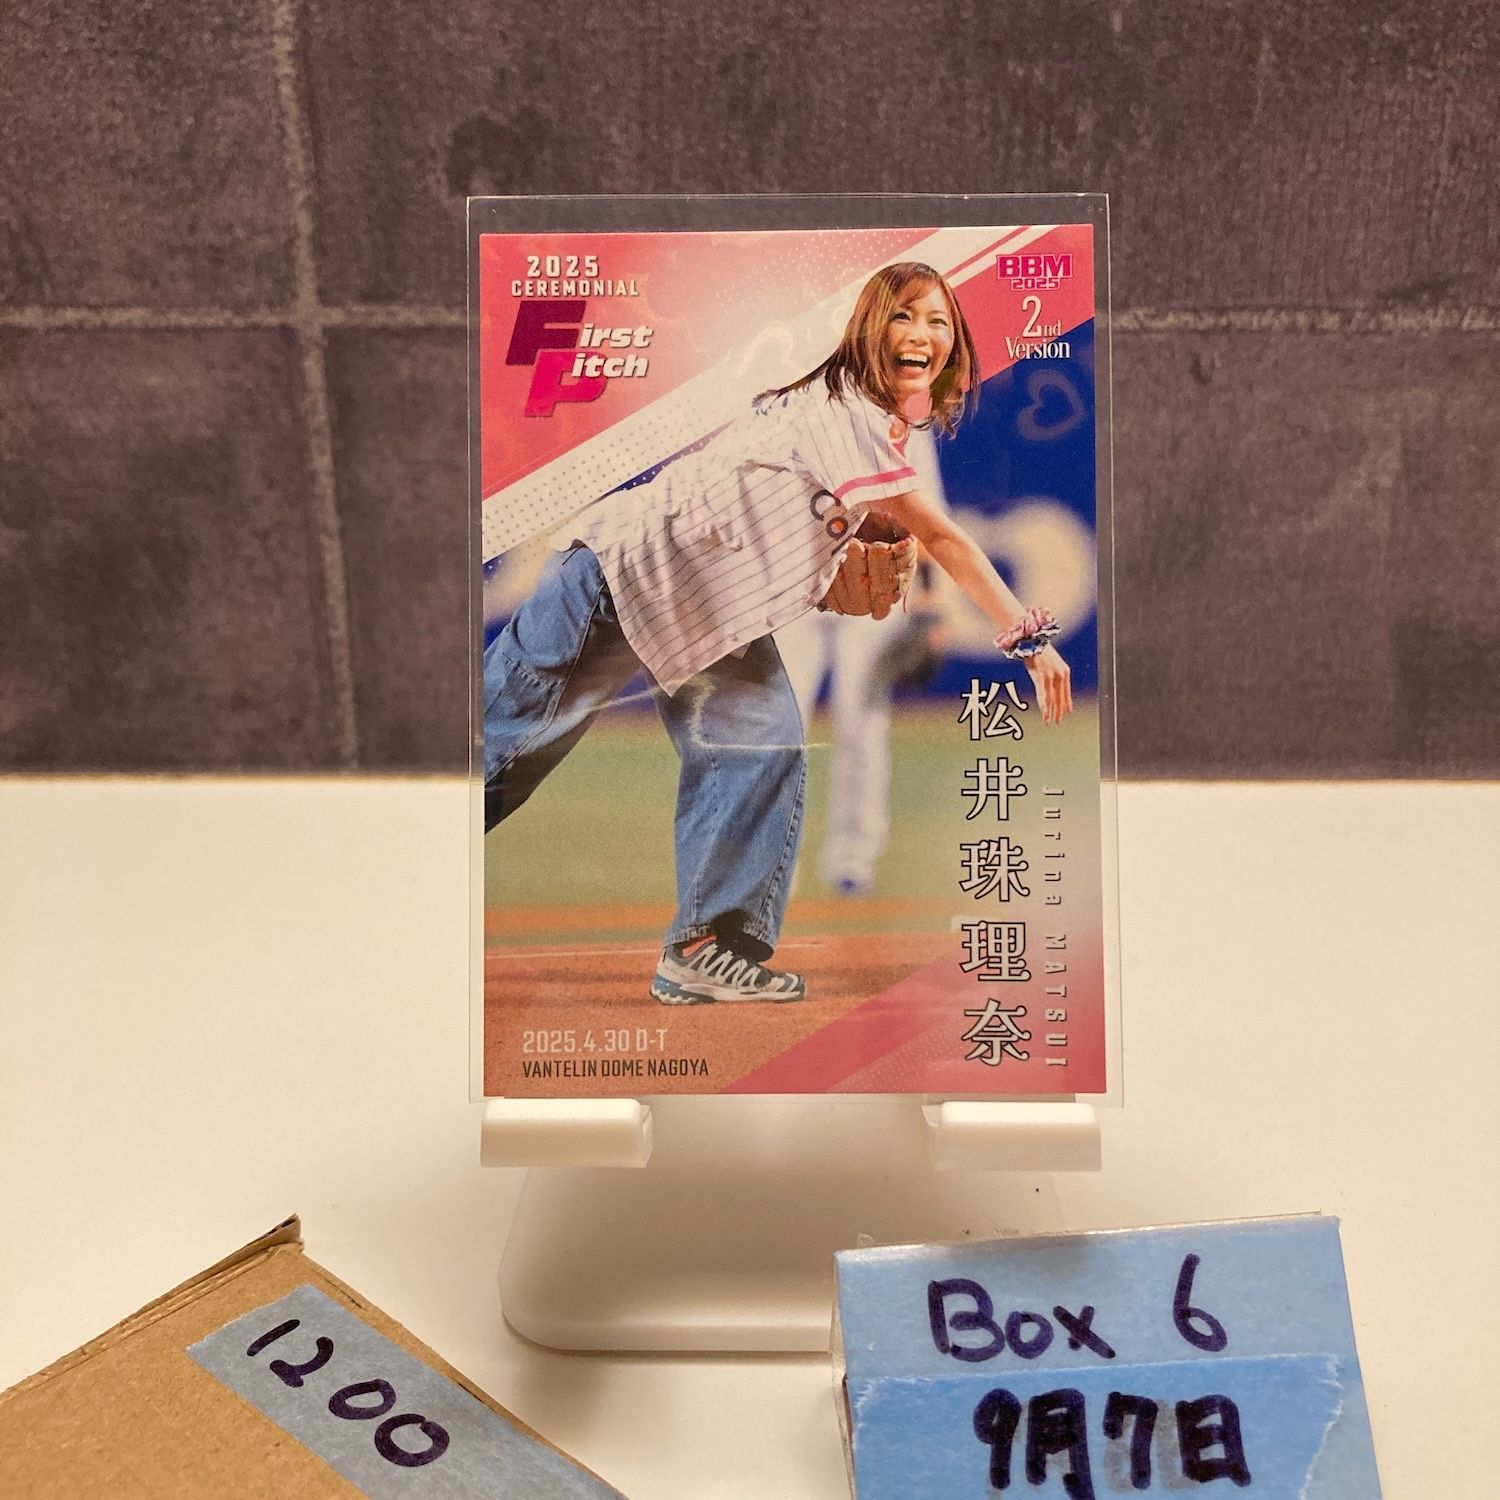 2025
CEREMONIAL
First
Pitch
BBM
2025
2nd
Version
Co
松井珠理奈
Jurina MATSUI
2025.4.30 D-T
VANTELIN DOME NAGOYA
1200
Box 6
9月7日